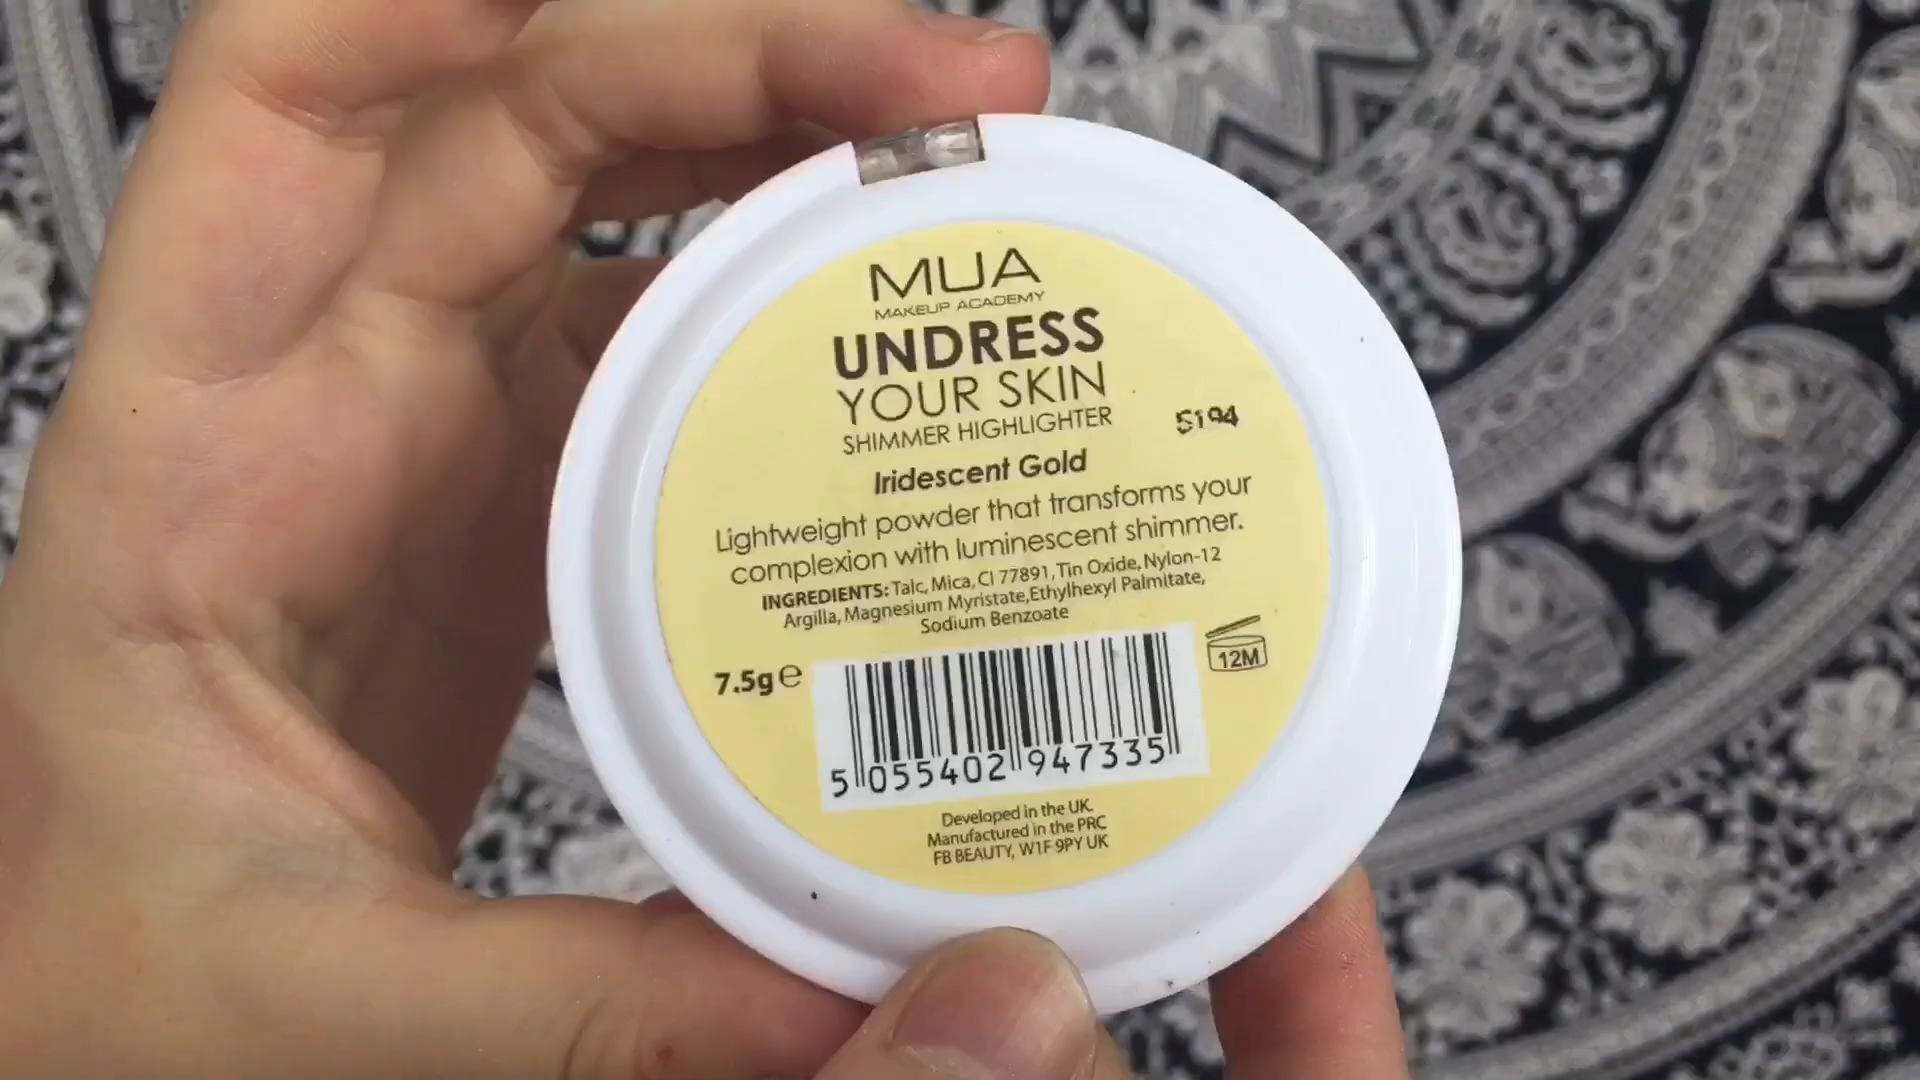 MUA
MAKEUP ACADEMY
UNDRESS
YOUR SKIN
SHIMMER HIGHLIGHTER
5194
Iridescent Gold
Lightweight powder that transforms your
complexion with luminescent shimmer.
INGREDIENTS: Talc, Mica, CI 77891, Tin Oxide, Nylon-12
Argilla, Magnesium Myristate,Ethylhexyl Palmitate,
Sodium Benzoate
7.5g e
12M
5 055402 947335
Developed in the UK.
Manufactured in the PRC
FB BEAUTY, W1F 9PY UK